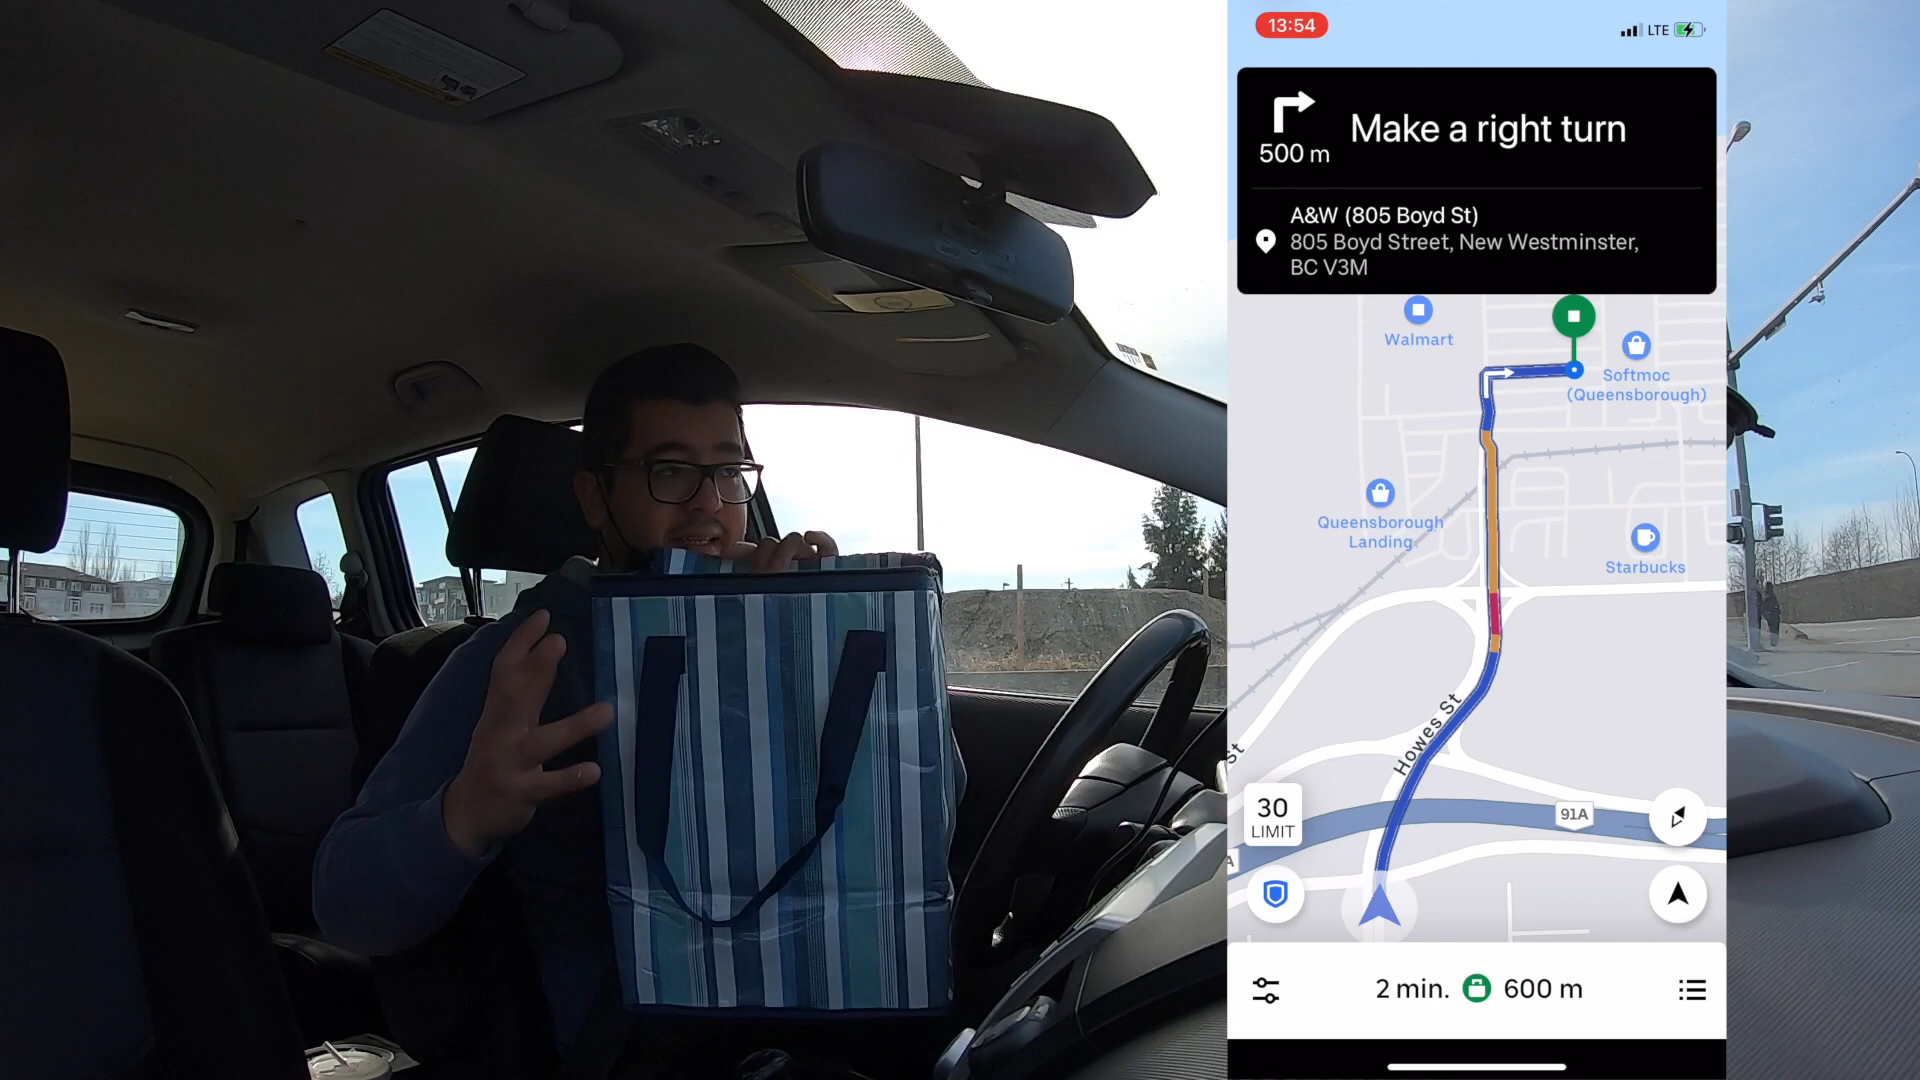 13:54
LTE
500 m
Make a right turn
A&W (805 Boyd St)
805 Boyd Street, New Westminster,
BC V3M
Walmart
Softmoc
(Queensborough)
Queensborough
Landing
Starbucks
Howes St
St
91A
A
30
LIMIT
2 min.
600 m